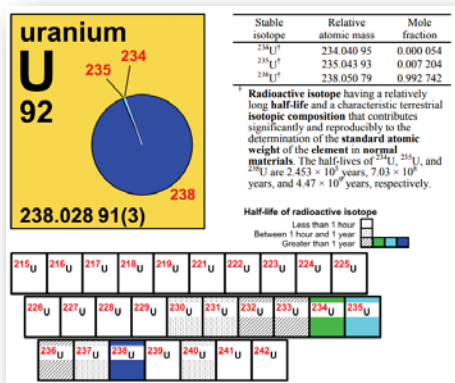 uranium
U
92
234
235
238
238.028 91(3)
Stable isotope Relative atomic mass Mole fraction
²³⁴U† 234.040 95 0.000 054
²³⁵U† 235.043 93 0.007 204
²³⁸U† 238.050 79 0.992 742
† Radioactive isotope having a relatively
long half-life and a characteristic terrestrial
isotopic composition that contributes
significantly and reproducibly to the
determination of the standard atomic
weight of the element in normal
materials. The half-lives of ²³⁴U, ²³⁵U, and
²³⁸U are 2.453 × 10⁵ years, 7.03 × 10⁸
years, and 4.47 × 10⁹ years, respectively.
Half-life of radioactive isotope
Less than 1 hour
Between 1 hour and 1 year
Greater than 1 year
²¹⁵U ²¹⁶U ²¹⁷U ²¹⁸U ²¹⁹U ²²¹U ²²²U ²²³U ²²⁴U ²²⁵U
²²⁶U ²²⁷U ²²⁸U ²²⁹U ²³⁰U ²³¹U ²³²U ²³³U ²³⁴U ²³⁵U
²³⁶U ²³⁷U ²³⁸U ²³⁹U ²⁴⁰U ²⁴¹U ²⁴²U